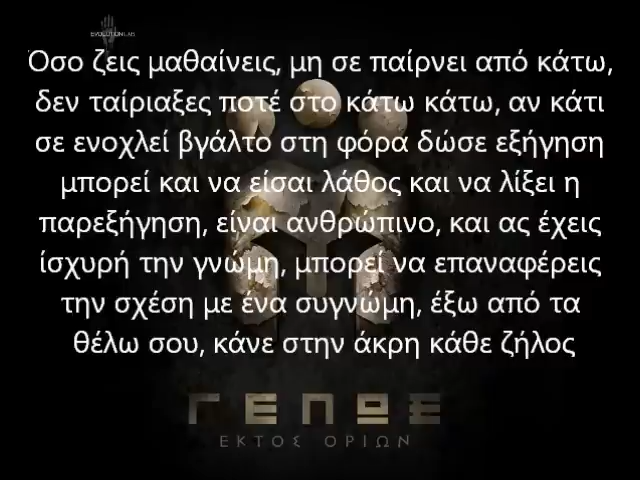 EVOLUTION LAB
Όσο ζεις μαθαίνεις, μη σε παίρνει από κάτω,
δεν ταίριαξες ποτέ στο κάτω κάτω, αν κάτι
σε ενοχλεί βγάλτο στη φόρα δώσε εξήγηση
μπορεί και να είσαι λάθος και να λίξει η
παρεξήγηση, είναι ανθρώπινο, και ας έχεις
ίσχυρή την γνώμη, μπορεί να επαναφέρεις
την σχέση με ένα συγνώμη, έξω από τα
θέλω σου, κάνε στην άκρη κάθε ζήλος
ΓΕΝΟΣ
ΕΚΤΟΣ ΟΡΙΩΝ